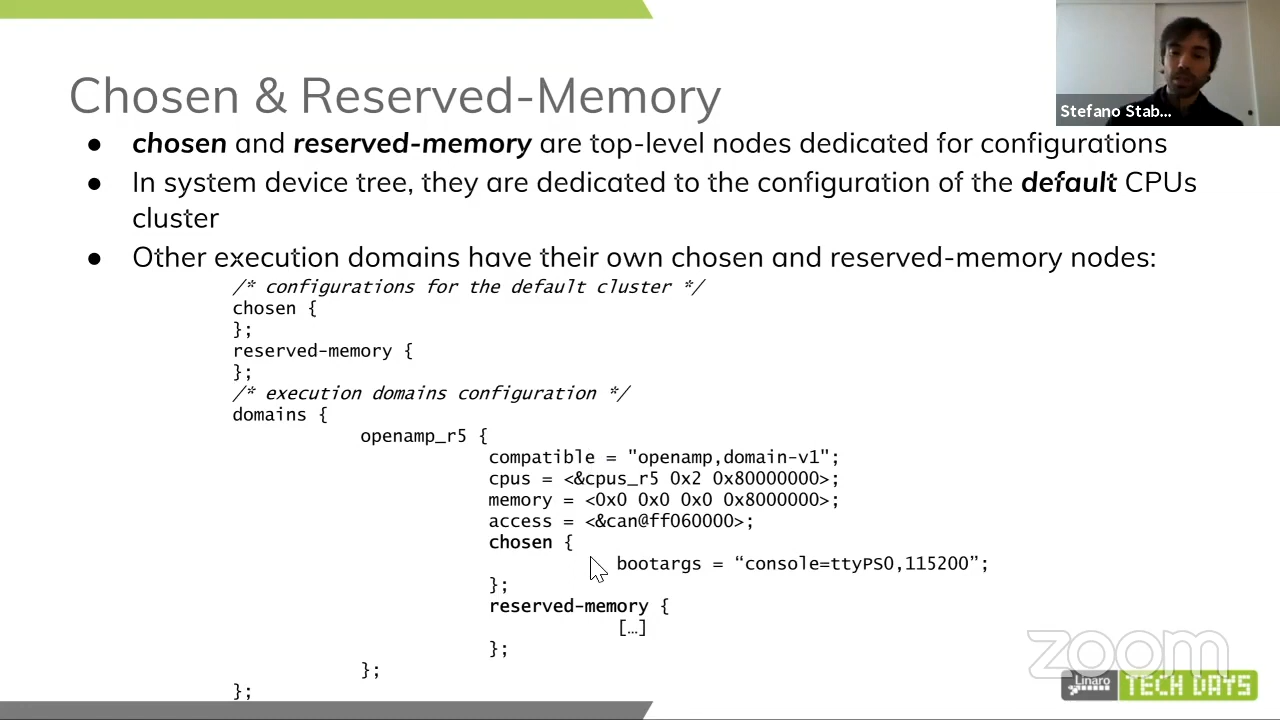 Chosen & Reserved-Memory
Stefano Stab...
● chosen and reserved-memory are top-level nodes dedicated for configurations
● In system device tree, they are dedicated to the configuration of the default CPUs
cluster
● Other execution domains have their own chosen and reserved-memory nodes:
/* configurations for the default cluster */
chosen {
};
reserved-memory {
};
/* execution domains configuration */
domains {
openamp_r5 {
compatible = "openamp,domain-v1";
cpus = <&cpus_r5 0x2 0x80000000>;
memory = <0x0 0x0 0x0 0x8000000>;
access = <&can@ff060000>;
chosen {
bootargs = “console=ttyPS0,115200”;
};
reserved-memory {
[…]
};
};
};
zoom
Linaro TECH DAYS